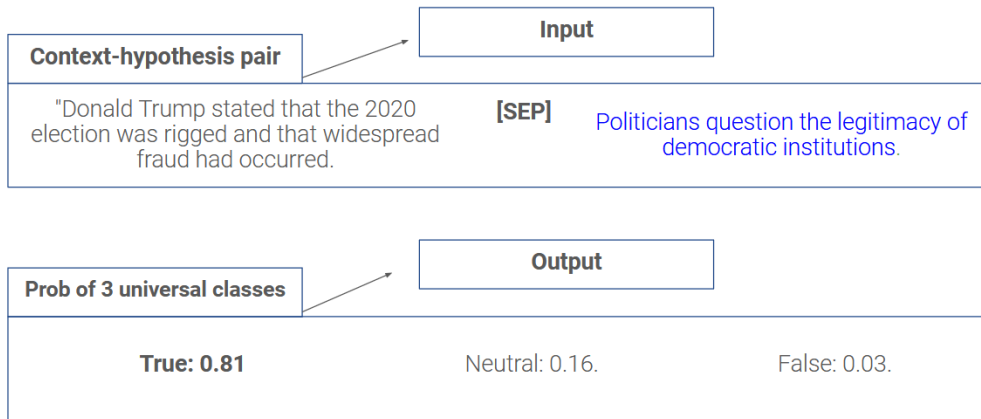 Input
Context-hypothesis pair
"Donald Trump stated that the 2020
election was rigged and that widespread
fraud had occurred.
[SEP]
Politicians question the legitimacy of
democratic institutions.
Output
Prob of 3 universal classes
True: 0.81
Neutral: 0.16.
False: 0.03.